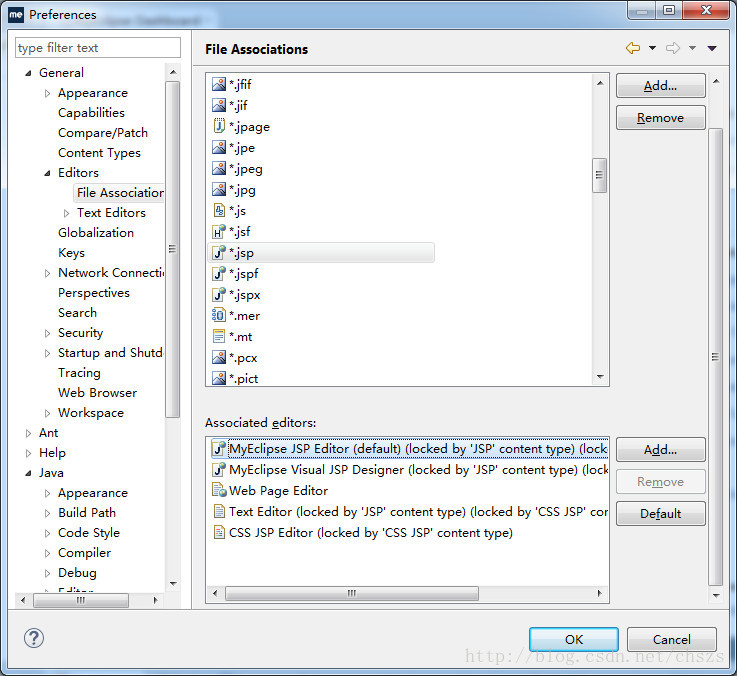 me Preferences
type filter text
File Associations
General
Appearance
Capabilities
Compare/Patch
Content Types
Editors
File Association
Text Editors
Globalization
Keys
Network Connecti
Perspectives
Search
Security
Startup and Shutd
Tracing
Web Browser
Workspace
Ant
Help
Java
Appearance
Build Path
Code Style
Compiler
Debug
Editor
*.jfif
*.jif
*.jpage
*.jpe
*.jpeg
*.jpg
*.js
*.jsf
*.jsp
*.jspf
*.jspx
*.mer
*.mt
*.pcx
*.pict
Add...
Remove
Associated editors:
MyEclipse JSP Editor (default) (locked by 'JSP' content type) (lock
MyEclipse Visual JSP Designer (locked by 'JSP' content type) (lock
Web Page Editor
Text Editor (locked by 'JSP' content type) (locked by 'CSS JSP' cor
CSS JSP Editor (locked by 'CSS JSP' content type)
Add...
Remove
Default
?
OK
Cancel
http://blog.csdn.net/chszs